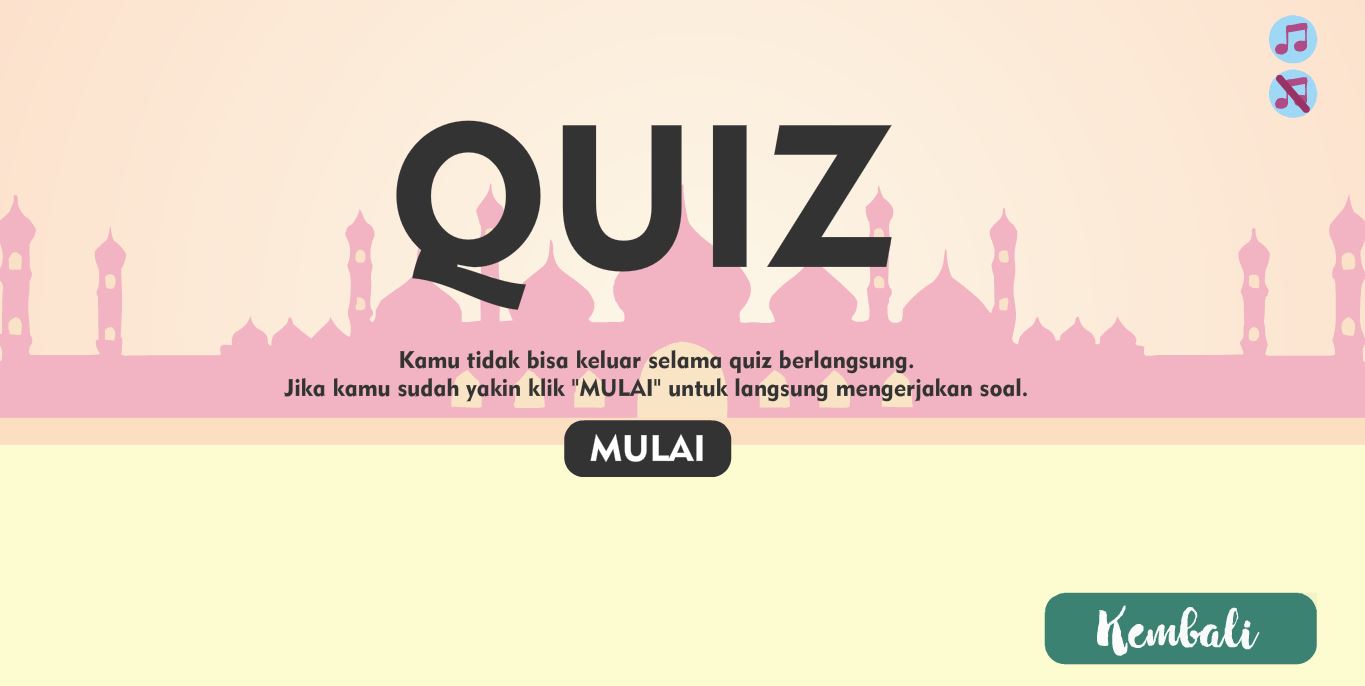 QUIZ
Kamu tidak bisa keluar selama quiz berlangsung.
Jika kamu sudah yakin klik "MULAI" untuk langsung mengerjakan soal.
MULAI
Kembali